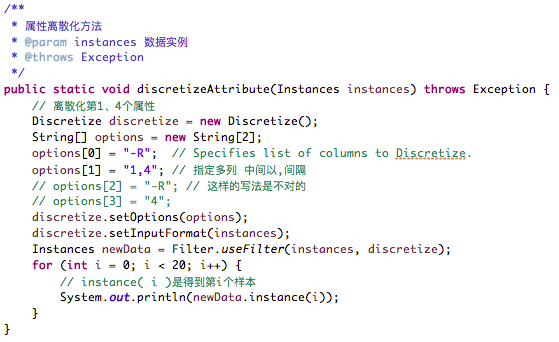 /**
 * 属性离散化方法
 * @param instances 数据实例
 * @throws Exception
 */
public static void discretizeAttribute(Instances instances) throws Exception {
    // 离散化第1、4个属性
    Discretize discretize = new Discretize();
    String[] options = new String[2];
    options[0] = "-R";  // Specifies list of columns to Discretize.
    options[1] = "1,4"; // 指定多列 中间以,间隔
    // options[2] = "-R"; // 这样的写法是不对的
    // options[3] = "4";
    discretize.setOptions(options);
    discretize.setInputFormat(instances);
    Instances newData = Filter.useFilter(instances, discretize);
    for (int i = 0; i < 20; i++) {
        // instance( i )是得到第i个样本
        System.out.println(newData.instance(i));
    }
}